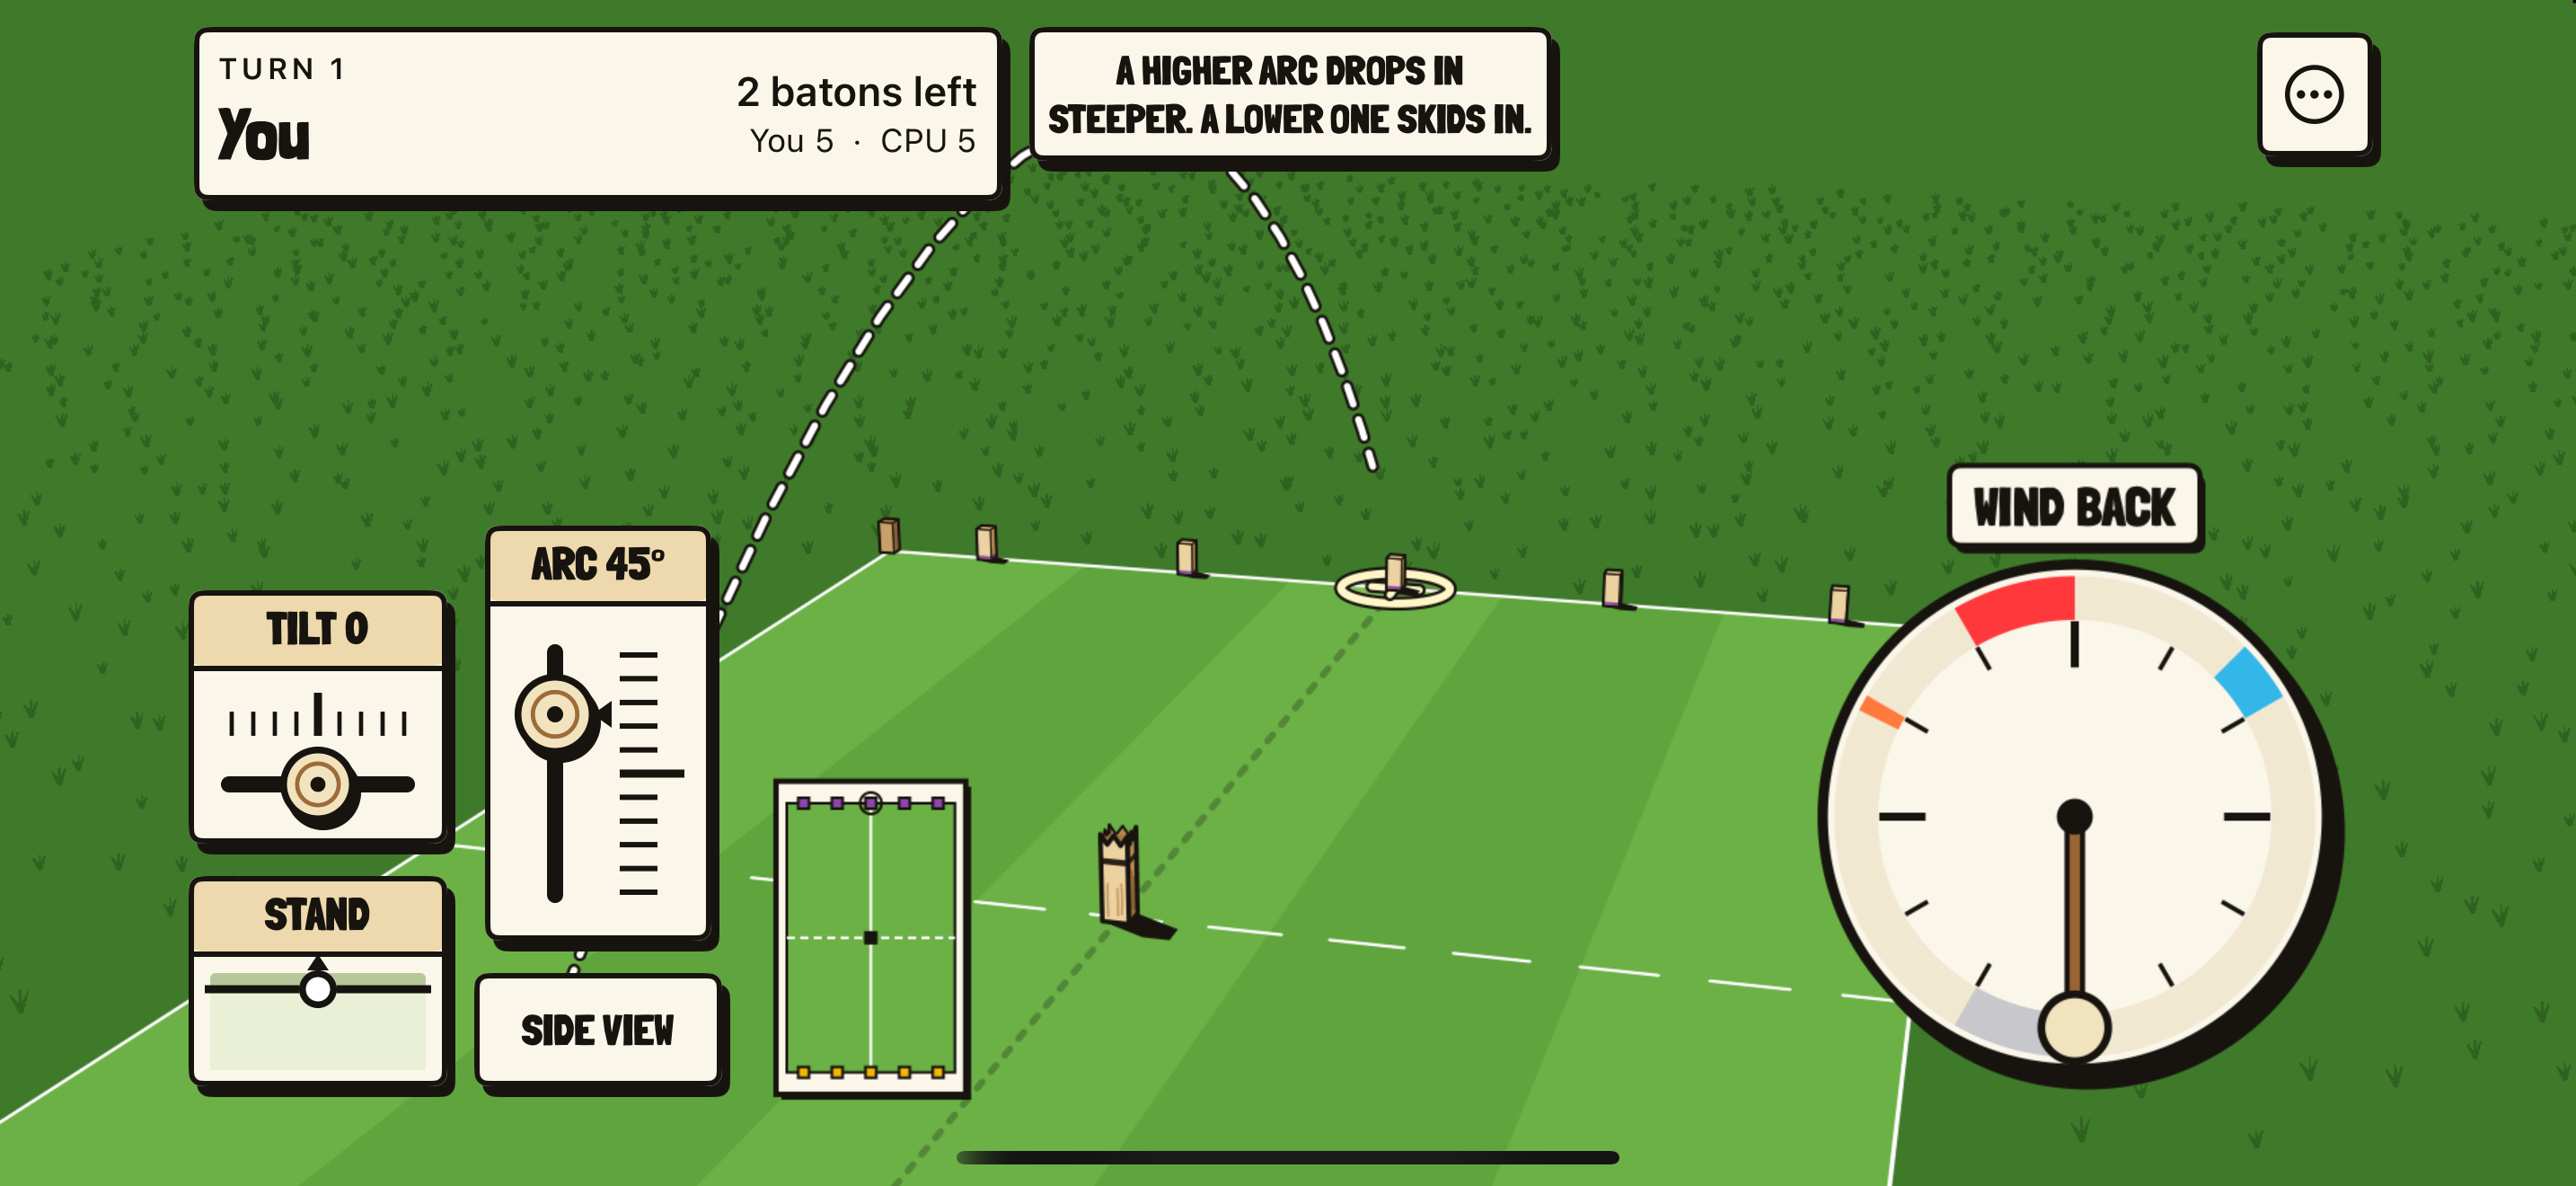 TURN 1
You
2 batons left
You 5 · CPU 5
A HIGHER ARC DROPS IN
STEEPER. A LOWER ONE SKIDS IN.
WIND BACK
ARC 45°
TILT 0
STAND
SIDE VIEW